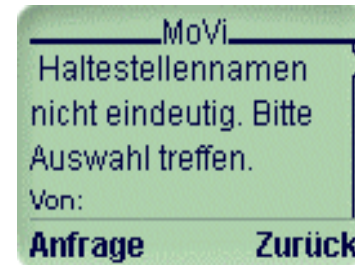 MoVi
Haltestellennamen
nicht eindeutig. Bitte
Auswahl treffen.
Von:
Anfrage Zurück